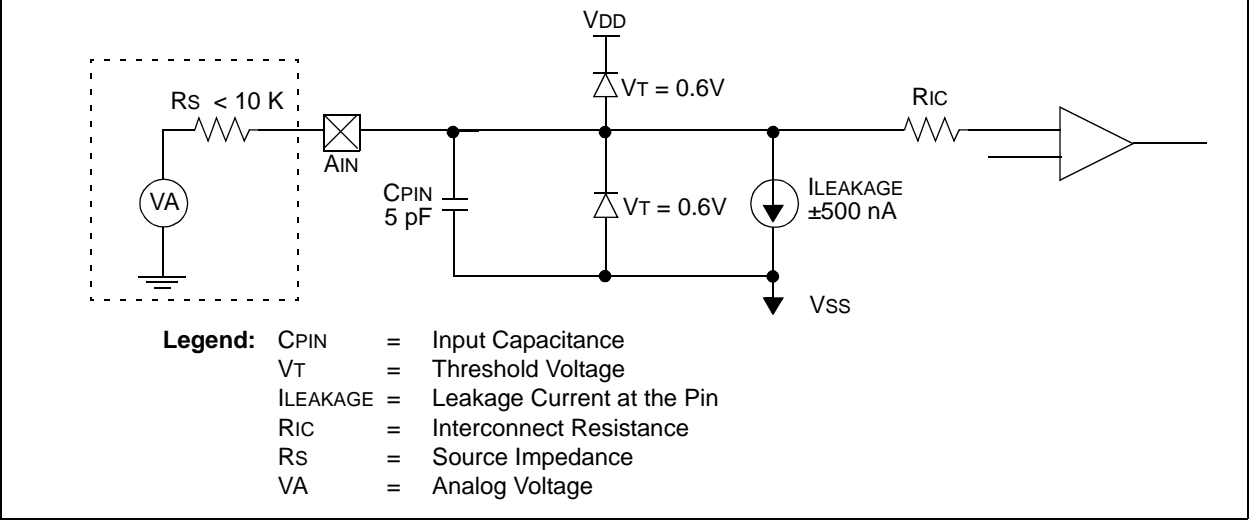 VDD
VT = 0.6V
RIC
RS < 10 K
AIN
VA
CPIN
5 pF
VT = 0.6V
ILEAKAGE
±500 nA
VSS
Legend: CPIN = Input Capacitance
VT = Threshold Voltage
ILEAKAGE = Leakage Current at the Pin
RIC = Interconnect Resistance
RS = Source Impedance
VA = Analog Voltage